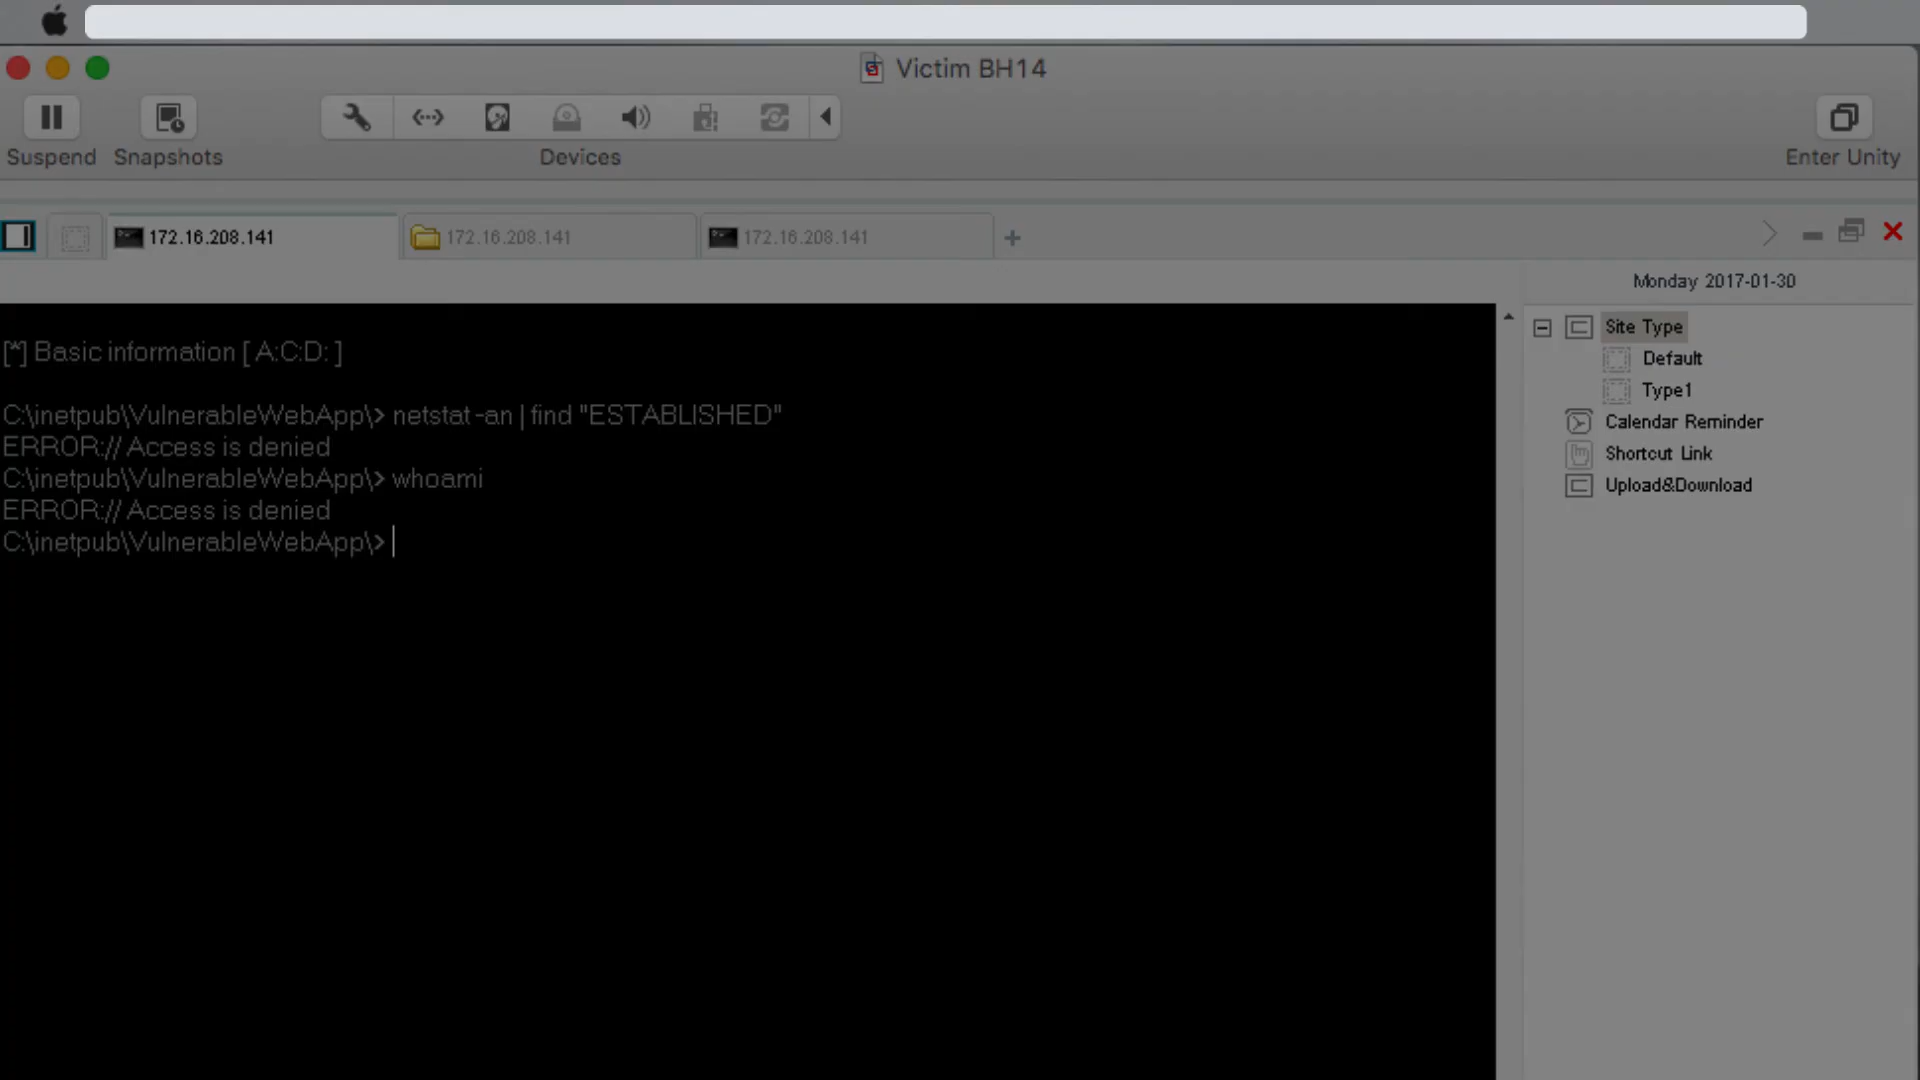 Victim BH14
Suspend
Snapshots
Devices
Enter Unity
172.16.208.141
172.16.208.141
172.16.208.141
Monday 2017-01-30
[*] Basic information [ A:C:D: ]
C:\inetpub\VulnerableWebApp\> netstat -an | find "ESTABLISHED"
ERROR:// Access is denied
C:\inetpub\VulnerableWebApp\> whoami
ERROR:// Access is denied
C:\inetpub\VulnerableWebApp\>
Site Type
Default
Type1
Calendar Reminder
Shortcut Link
Upload&Download